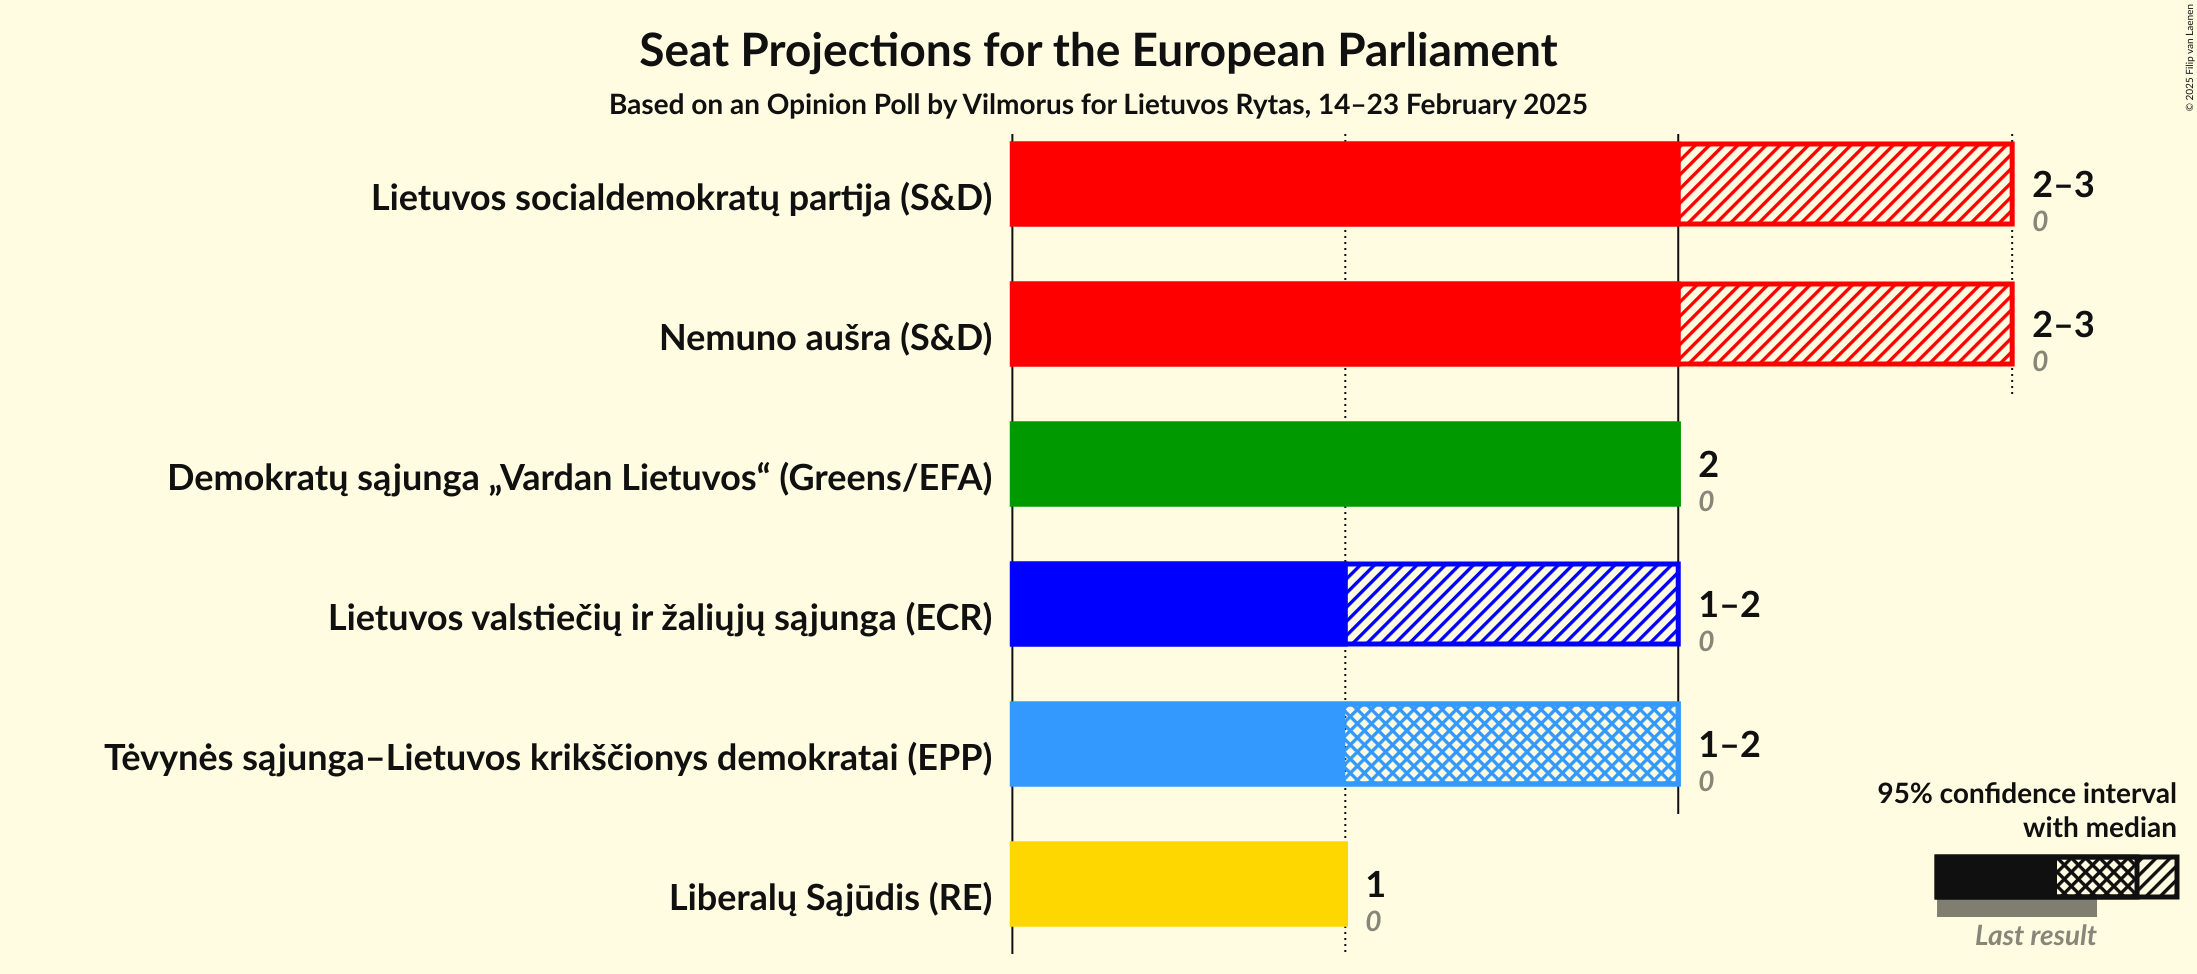 Seat Projections for the European Parliament
Based on an Opinion Poll by Vilmorus for Lietuvos Rytas, 14–23 February 2025
© 2025 Filip van Laenen
Lietuvos socialdemokratų partija (S&D)
2–3
0
Nemuno aušra (S&D)
2–3
0
Demokratų sąjunga „Vardan Lietuvos“ (Greens/EFA)
2
0
Lietuvos valstiečių ir žaliųjų sąjunga (ECR)
1–2
0
Tėvynės sąjunga–Lietuvos krikščionys demokratai (EPP)
1–2
0
Liberalų Sąjūdis (RE)
1
0
95% confidence interval
with median
Last result